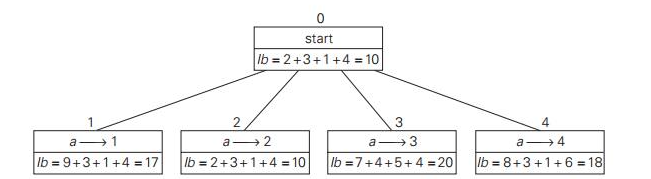 0
start
lb = 2 + 3 + 1 + 4 = 10
1
a ⟶ 1
lb = 9 + 3 + 1 + 4 = 17
2
a ⟶ 2
lb = 2 + 3 + 1 + 4 = 10
3
a ⟶ 3
lb = 7 + 4 + 5 + 4 = 20
4
a ⟶ 4
lb = 8 + 3 + 1 + 6 = 18